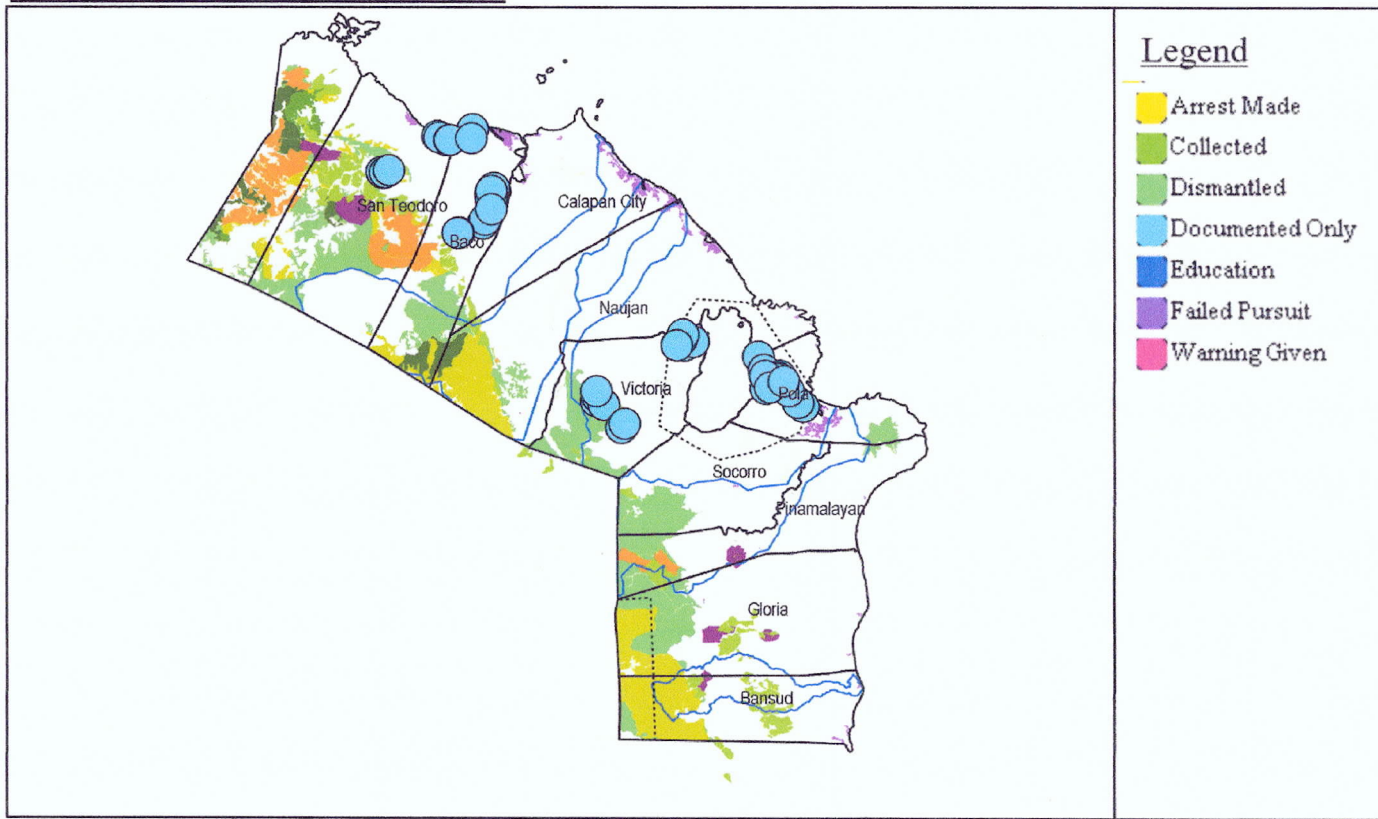 Legend
Arrest Made
Collected
Dismantled
Documented Only
Education
Failed Pursuit
Warning Given
San Teodoro
Calapan City
Baco
Naujan
Victoria
Pola
Socorro
Pinamalayan
Gloria
Bansud